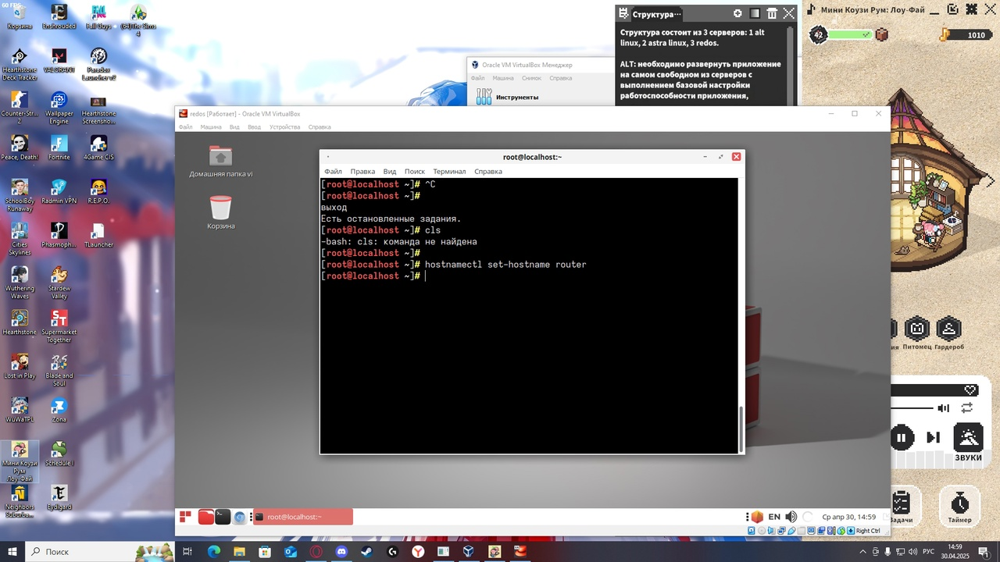 60 FPS
Корзина
Enshouded
Fall Guys
(64)The Sims
4
Counterstore
Deck Tracker
VALORANT
Paradox
Launcher v2
Counter-Str...
Hearthstone
Screensho...
Peace, Death!
Fortnite
4Game CIS
SchoolBoy
Runaway
Radmin VPN
R.E.P.O.
Cities
Skylines
Phasmoph...
TLauncher
Wuthering
Waves
Stardew
Valley
Hearthstone
Supermarket
Together
Lost in Play
Blade and
Soul
WuWaTPL
Zona
Мини Коузи
Рум
Лоу-Фай
Schedule I
Neighbors
Eydigard
Структура···
Структура состоит из 3 серверов: 1 alt
linux, 2 astra linux, 3 redos.
ALT: необходимо развернуть приложение
на самом свободном из серверов с
выполнением базовой настройки
работоспособности приложения,
Мини Коузи Рум: Лоу-Фай
42
1010
Oracle VM VirtualBox Менеджер
Файл Машина Снимок Справка
Инструменты
redos [Работает] - Oracle VM VirtualBox
Файл Машина Вид Ввод Устройства Справка
Домашняя папка vi
Корзина
root@localhost:~
Файл Правка Вид Поиск Терминал Справка
[root@localhost ~]# ^C
[root@localhost ~]#
выход
Есть остановленные задания.
[root@localhost ~]# cls
-bash: cls: команда не найдена
[root@localhost ~]#
[root@localhost ~]# hostnamectl set-hostname router
[root@localhost ~]#
root@localhost:~
EN
Ср апр 30, 14:59
Right Ctrl
ия
Питомец
Гардероб
ЗВУКИ
Задачи
Таймер
Поиск
РУС
14:59
30.04.2025
1